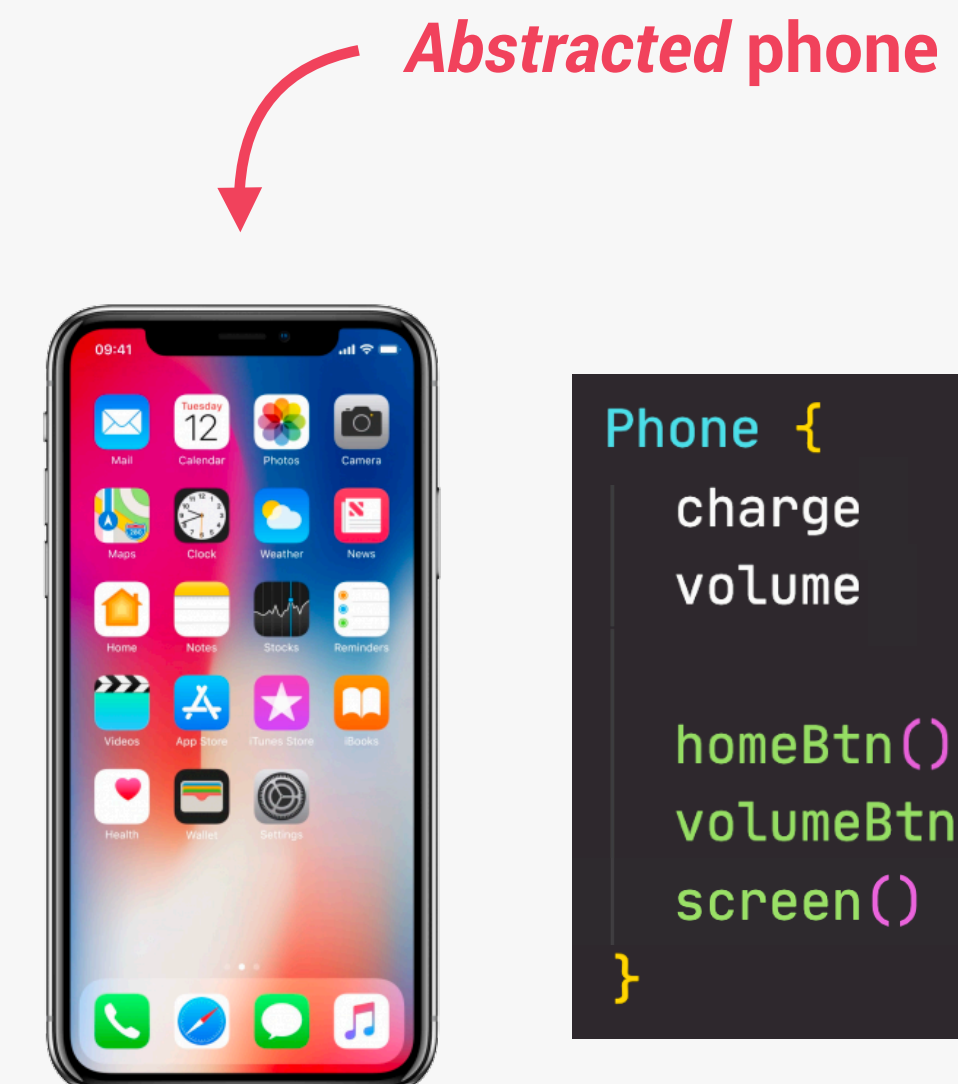 Abstracted phone
09:41
Tuesday
12
Mail
Calendar
Photos
Camera
280
Maps
Clock
Weather
News
Home
Notes
Stocks
Reminders
Videos
App Store
iTunes Store
iBooks
Health
Wallet
Settings
Phone {
charge
volume
homeBtn()
volumeBtn
screen()
}